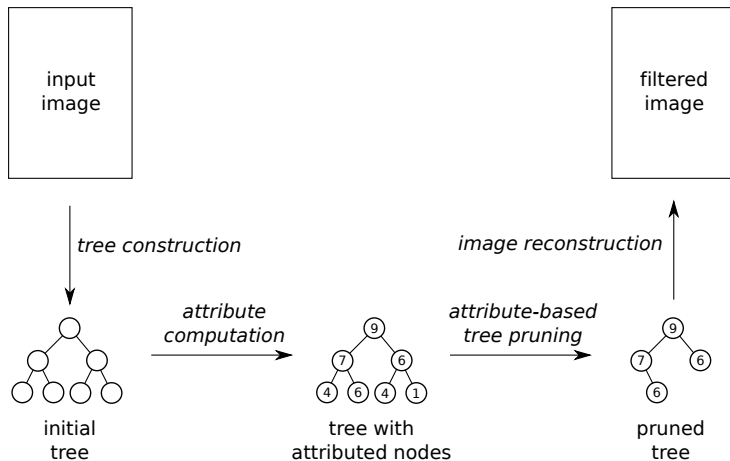 input
image
filtered
image
tree construction
image reconstruction
attribute
computation
attribute-based
tree pruning
9
7
6
4
6
4
1
9
7
6
6
initial
tree
tree with
attributed nodes
pruned
tree